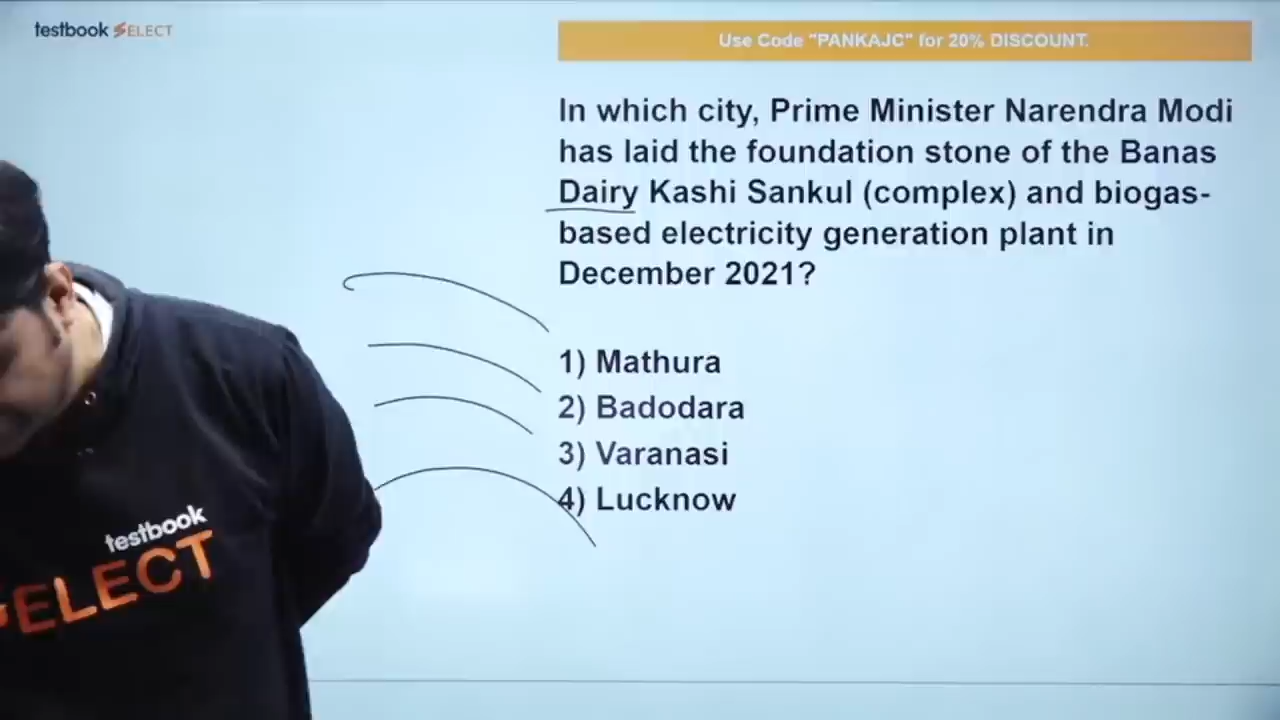 testbook SELECT
Use Code "PANKAJC" for 20% DISCOUNT.
In which city, Prime Minister Narendra Modi
has laid the foundation stone of the Banas
Dairy Kashi Sankul (complex) and biogas-
based electricity generation plant in
December 2021?
1) Mathura
2) Badodara
3) Varanasi
4) Lucknow
testbook
SELECT